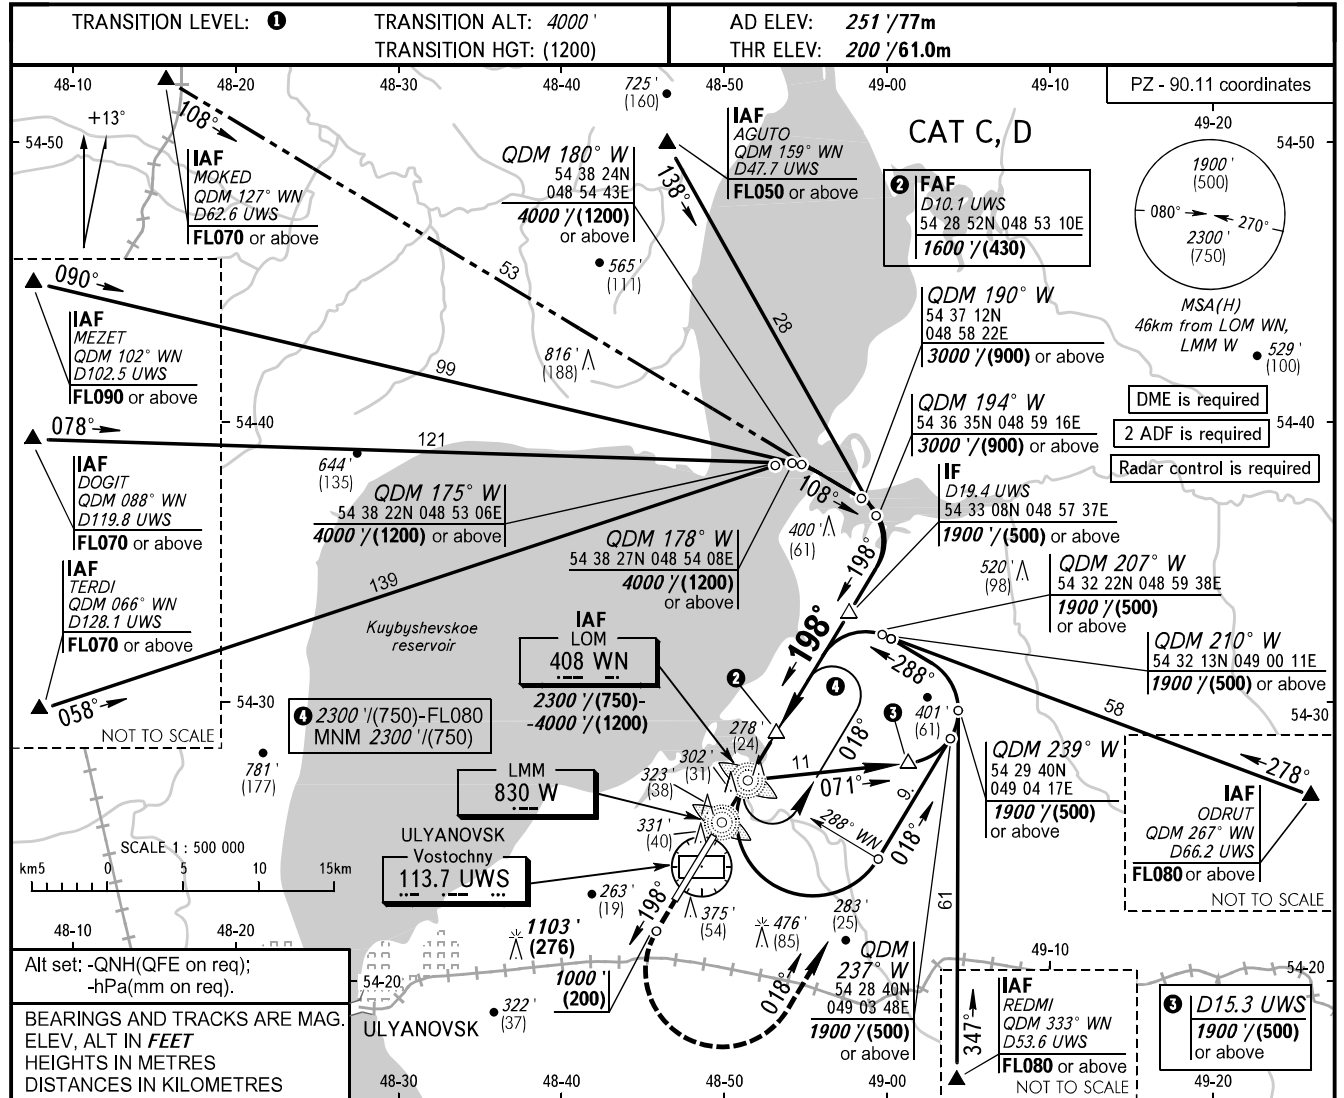 TRANSITION LEVEL: ❶
TRANSITION ALT: 4000 '
TRANSITION HGT: (1200)
AD ELEV: 251 '/77m
THR ELEV: 200 '/61.0m
48-10
48-20
48-30
48-40
48-50
49-00
49-10
PZ - 90.11 coordinates
49-20
54-50
54-50
+13°
108°
IAF
MOKED
QDM 127° WN
D62.6 UWS
FL070 or above
QDM 180° W
54 38 24N
048 54 43E
4000 '/(1200)
or above
725 '
(160)
IAF
AGUTO
QDM 159° WN
D47.7 UWS
FL050 or above
138°
CAT C, D
❷ FAF
D10.1 UWS
54 28 52N 048 53 10E
1600 '/(430)
1900 '
(500)
080°
270°
2300 '
(750)
MSA(H)
46km from LOM WN,
LMM W
529 '
(100)
565 '
(111)
53
28
090°
IAF
MEZET
QDM 102° WN
D102.5 UWS
FL090 or above
816 '
(188)
99
QDM 190° W
54 37 12N
048 58 22E
3000 '/(900) or above
QDM 194° W
54 36 35N 048 59 16E
3000 '/(900) or above
DME is required
2 ADF is required
Radar control is required
54-40
54-40
078°
121
IAF
DOGIT
QDM 088° WN
D119.8 UWS
FL070 or above
644 '
(135)
QDM 175° W
54 38 22N 048 53 06E
4000 '/(1200) or above
108°
400 '
(61)
IF
D19.4 UWS
54 33 08N 048 57 37E
1900 '/(500) or above
QDM 178° W
54 38 27N 048 54 08E
4000 '/(1200)
or above
198°
520 '
(98)
QDM 207° W
54 32 22N 048 59 38E
1900 '/(500)
or above
IAF
TERDI
QDM 066° WN
D128.1 UWS
FL070 or above
139
Kuybyshevskoe
reservoir
IAF
LOM
408 WN
2300 '/(750)-
-4000 '/(1200)
198°
288°
QDM 210° W
54 32 13N 049 00 11E
1900 '/(500) or above
58
54-30
54-30
058°
NOT TO SCALE
❹ 2300 '/(750)-FL080
MNM 2300 '/(750)
❷
❹
❸
278 '
(24)
018°
401 '
(61)
781 '
(177)
302 '
(31)
323 '
(38)
11
071°
9
QDM 239° W
54 29 40N
049 04 17E
1900 '/(500)
or above
278°
IAF
ODRUT
QDM 267° WN
D66.2 UWS
FL080 or above
NOT TO SCALE
LMM
830 W
331 '
(40)
288° WN
018°
ULYANOVSK
Vostochny
113.7 UWS
SCALE 1 : 500 000
km5
0
5
10
15km
61
263 '
(19)
198°
375 '
(54)
476 '
(85)
283 '
(25)
48-10
48-20
1103 '
(276)
1000 '
(200)
018°
QDM
237° W
54 28 40N
049 03 48E
1900 '/(500)
or above
49-10
54-20
54-20
Alt set: -QNH(QFE on req);
-hPa(mm on req).
322 '
(37)
ULYANOVSK
BEARINGS AND TRACKS ARE MAG.
ELEV, ALT IN FEET
HEIGHTS IN METRES
DISTANCES IN KILOMETRES
347°
IAF
REDMI
QDM 333° WN
D53.6 UWS
FL080 or above
NOT TO SCALE
❸ D15.3 UWS
1900 '/(500)
or above
48-30
48-40
48-50
49-00
49-20